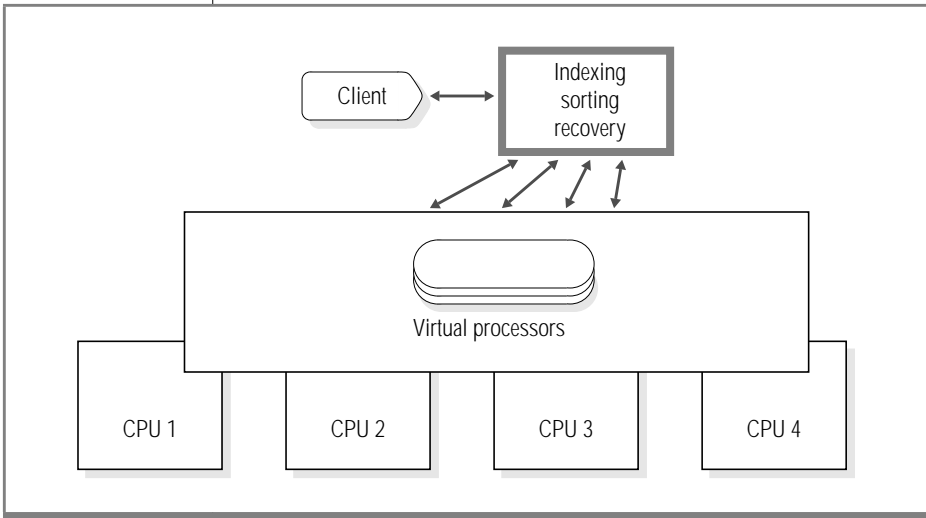 Client
Indexing
sorting
recovery
Virtual processors
CPU 1
CPU 2
CPU 3
CPU 4